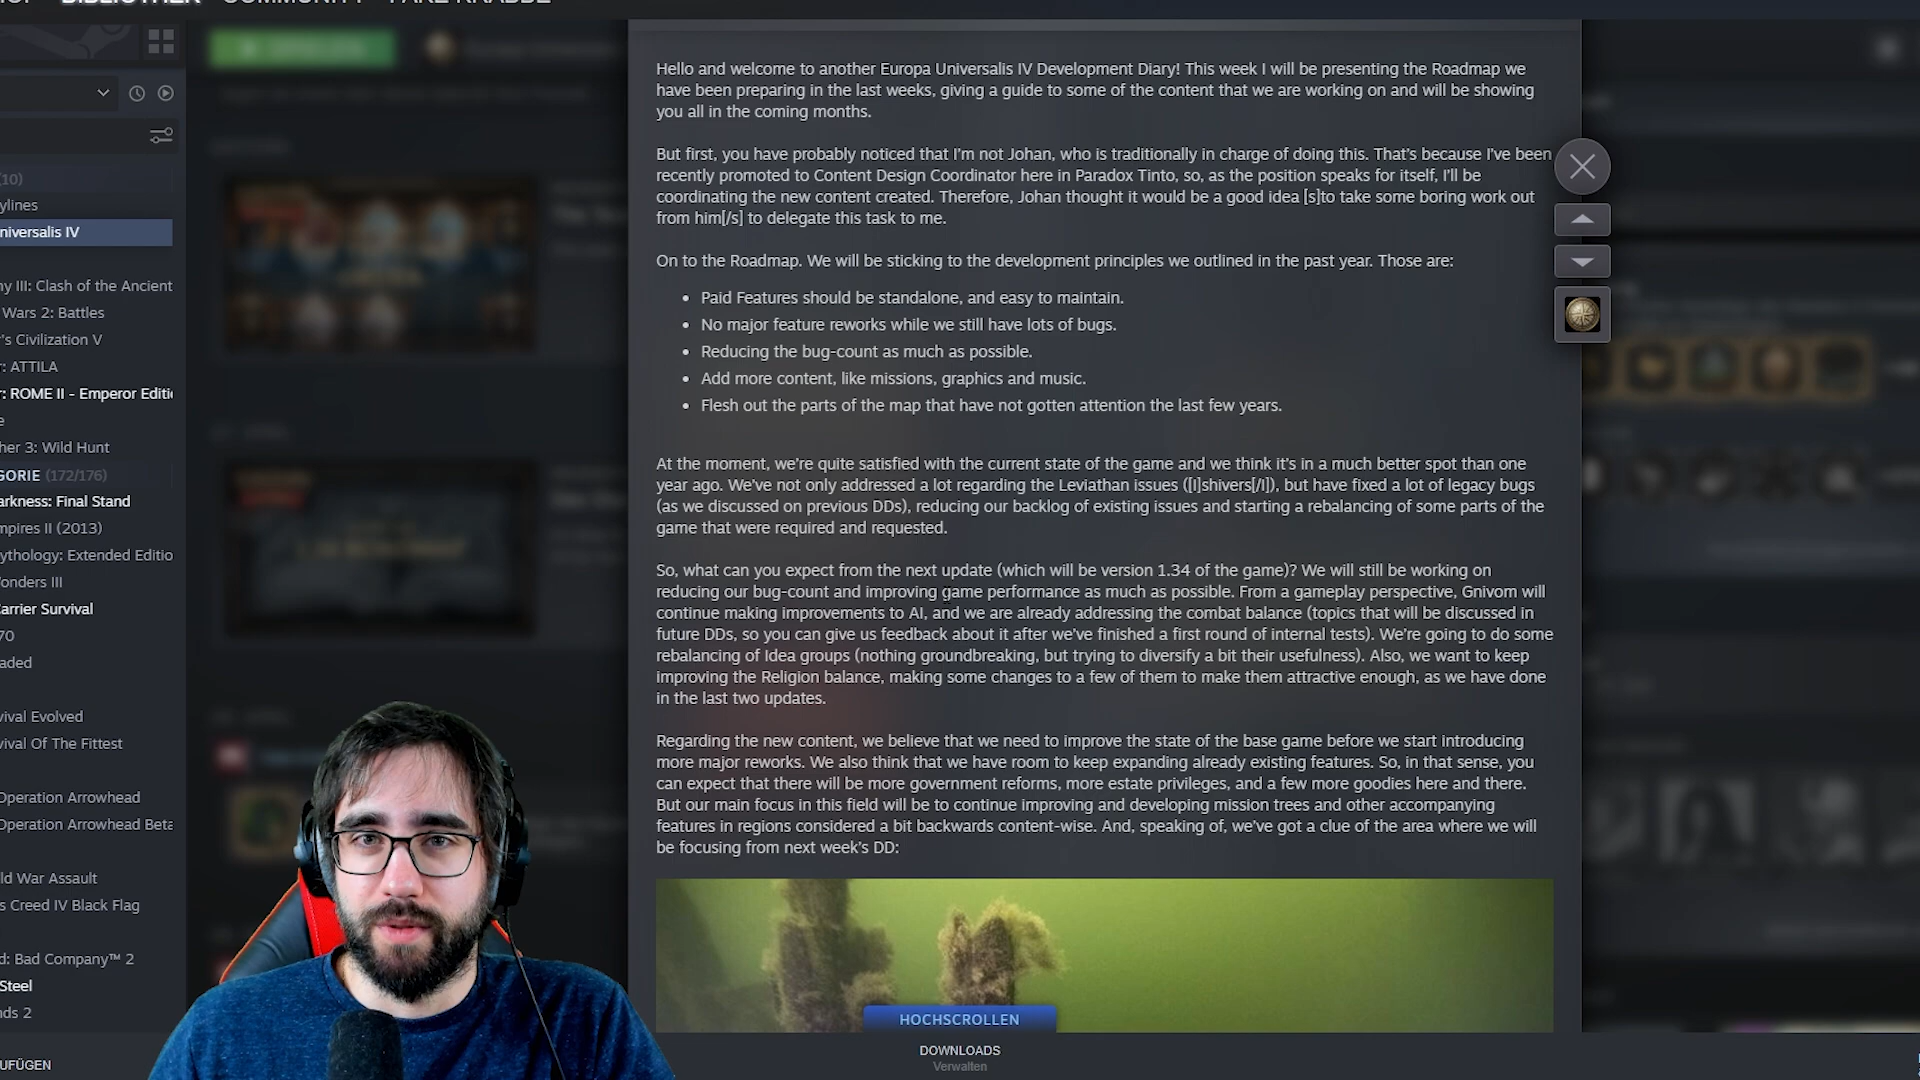 BIBLIOTHEK COMMUNITY FAKE KRABBE
(10)
ylines
niversalis IV
ny III: Clash of the Ancient
Wars 2: Battles
r's Civilization V
r: ATTILA
r: ROME II - Emperor Editi
e
her 3: Wild Hunt
GORIE (172/176)
arkness: Final Stand
mpires II (2013)
ythology: Extended Editio
Vonders III
Carrier Survival
70
aded
vival Evolved
vival Of The Fittest
Operation Arrowhead
Operation Arrowhead Beta
ld War Assault
s Creed IV Black Flag
d: Bad Company™ 2
Steel
nds 2
UFÜGEN
Hello and welcome to another Europa Universalis IV Development Diary! This week I will be presenting the Roadmap we
have been preparing in the last weeks, giving a guide to some of the content that we are working on and will be showing
you all in the coming months.
But first, you have probably noticed that I'm not Johan, who is traditionally in charge of doing this. That's because I've been
recently promoted to Content Design Coordinator here in Paradox Tinto, so, as the position speaks for itself, I'll be
coordinating the new content created. Therefore, Johan thought it would be a good idea [s]to take some boring work out
from him[/s] to delegate this task to me.
On to the Roadmap. We will be sticking to the development principles we outlined in the past year. Those are:
• Paid Features should be standalone, and easy to maintain.
• No major feature reworks while we still have lots of bugs.
• Reducing the bug-count as much as possible.
• Add more content, like missions, graphics and music.
• Flesh out the parts of the map that have not gotten attention the last few years.
At the moment, we're quite satisfied with the current state of the game and we think it's in a much better spot than one
year ago. We've not only addressed a lot regarding the Leviathan issues ([I]shivers[/I]), but have fixed a lot of legacy bugs
(as we discussed on previous DDs), reducing our backlog of existing issues and starting a rebalancing of some parts of the
game that were required and requested.
So, what can you expect from the next update (which will be version 1.34 of the game)? We will still be working on
reducing our bug-count and improving game performance as much as possible. From a gameplay perspective, Gnivom will
continue making improvements to AI, and we are already addressing the combat balance (topics that will be discussed in
future DDs, so you can give us feedback about it after we've finished a first round of internal tests). We're going to do some
rebalancing of Idea groups (nothing groundbreaking, but trying to diversify a bit their usefulness). Also, we want to keep
improving the Religion balance, making some changes to a few of them to make them attractive enough, as we have done
in the last two updates.
Regarding the new content, we believe that we need to improve the state of the base game before we start introducing
more major reworks. We also think that we have room to keep expanding already existing features. So, in that sense, you
can expect that there will be more government reforms, more estate privileges, and a few more goodies here and there.
But our main focus in this field will be to continue improving and developing mission trees and other accompanying
features in regions considered a bit backwards content-wise. And, speaking of, we've got a clue of the area where we will
be focusing from next week's DD:
HOCHSCROLLEN
DOWNLOADS
Verwalten